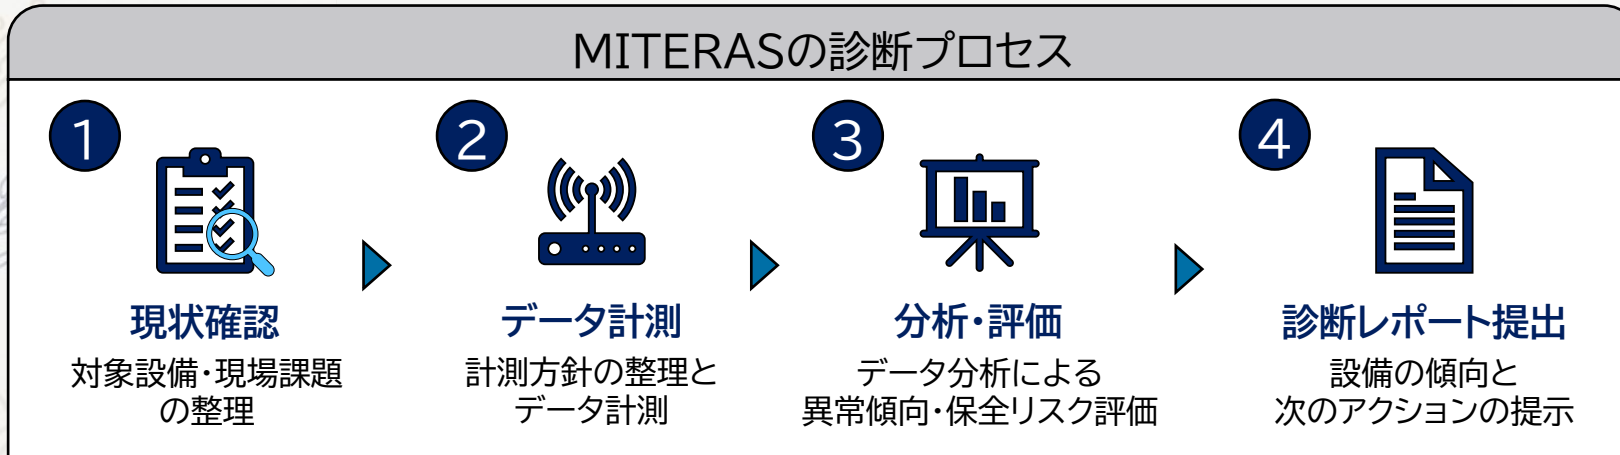 MITERASの診断プロセス
1
現状確認
対象設備・現場課題
の整理
2
データ計測
計測方針の整理と
データ計測
3
分析・評価
データ分析による
異常傾向・保全リスク評価
4
診断レポート提出
設備の傾向と
次のアクションの提示